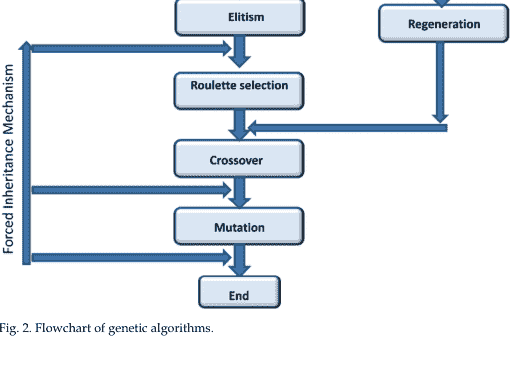 Elitism
Regeneration
Roulette selection
Crossover
Mutation
End
Forced Inheritance Mechanism
Fig. 2. Flowchart of genetic algorithms.